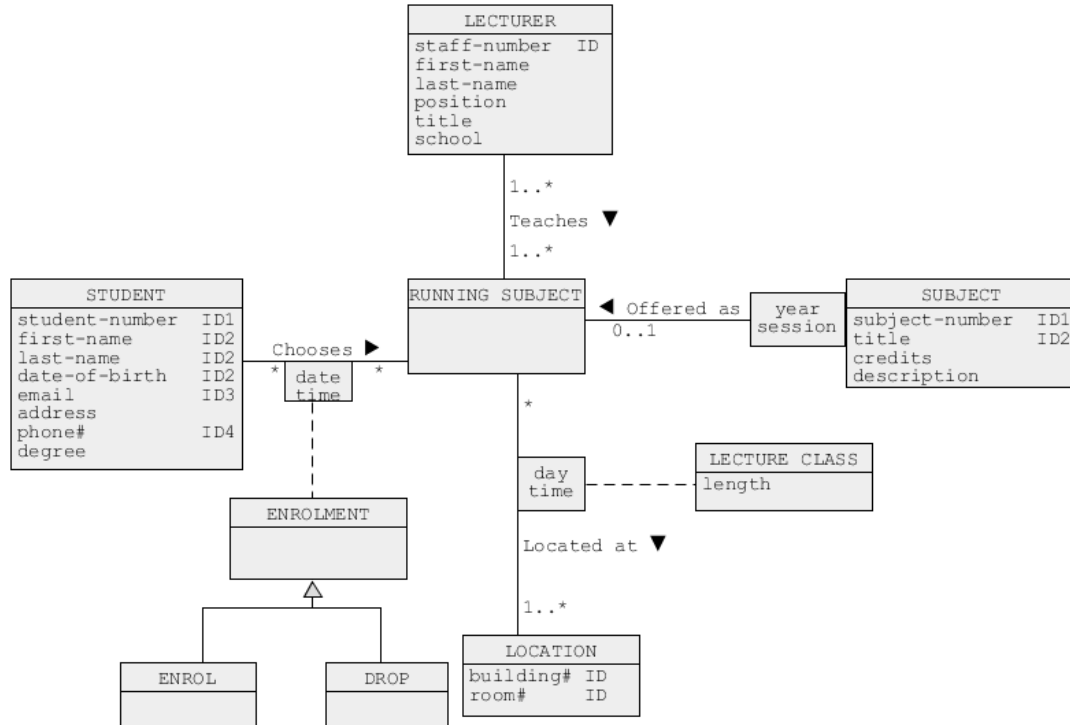 LECTURER
staff-number ID
first-name
last-name
position
title
school
1..*
Teaches ▼
1..*
STUDENT
student-number ID1
first-name ID2
last-name ID2
date-of-birth ID2
email ID3
address
phone# ID4
degree
Chooses ▶
* *
date
time
RUNNING SUBJECT
◀ Offered as
0..1
year
session
SUBJECT
subject-number ID1
title ID2
credits
description
*
day
time
LECTURE CLASS
length
Located at ▼
1..*
ENROLMENT
ENROL
DROP
LOCATION
building# ID
room# ID